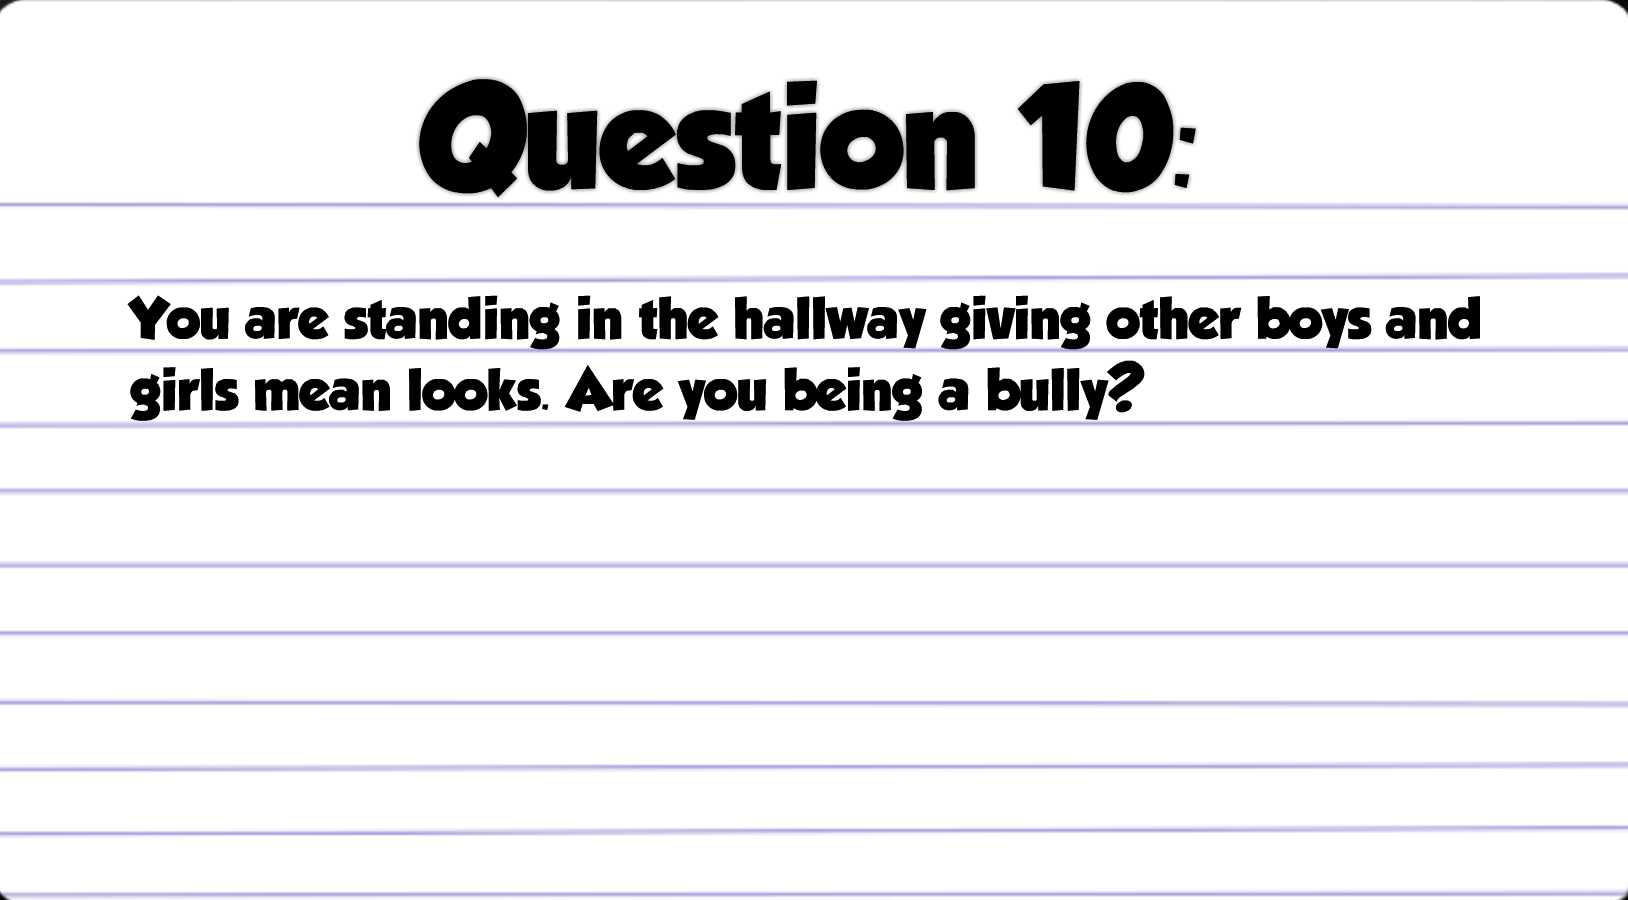 Question 10:
You are standing in the hallway giving other boys and
girls mean looks. Are you being a bully?